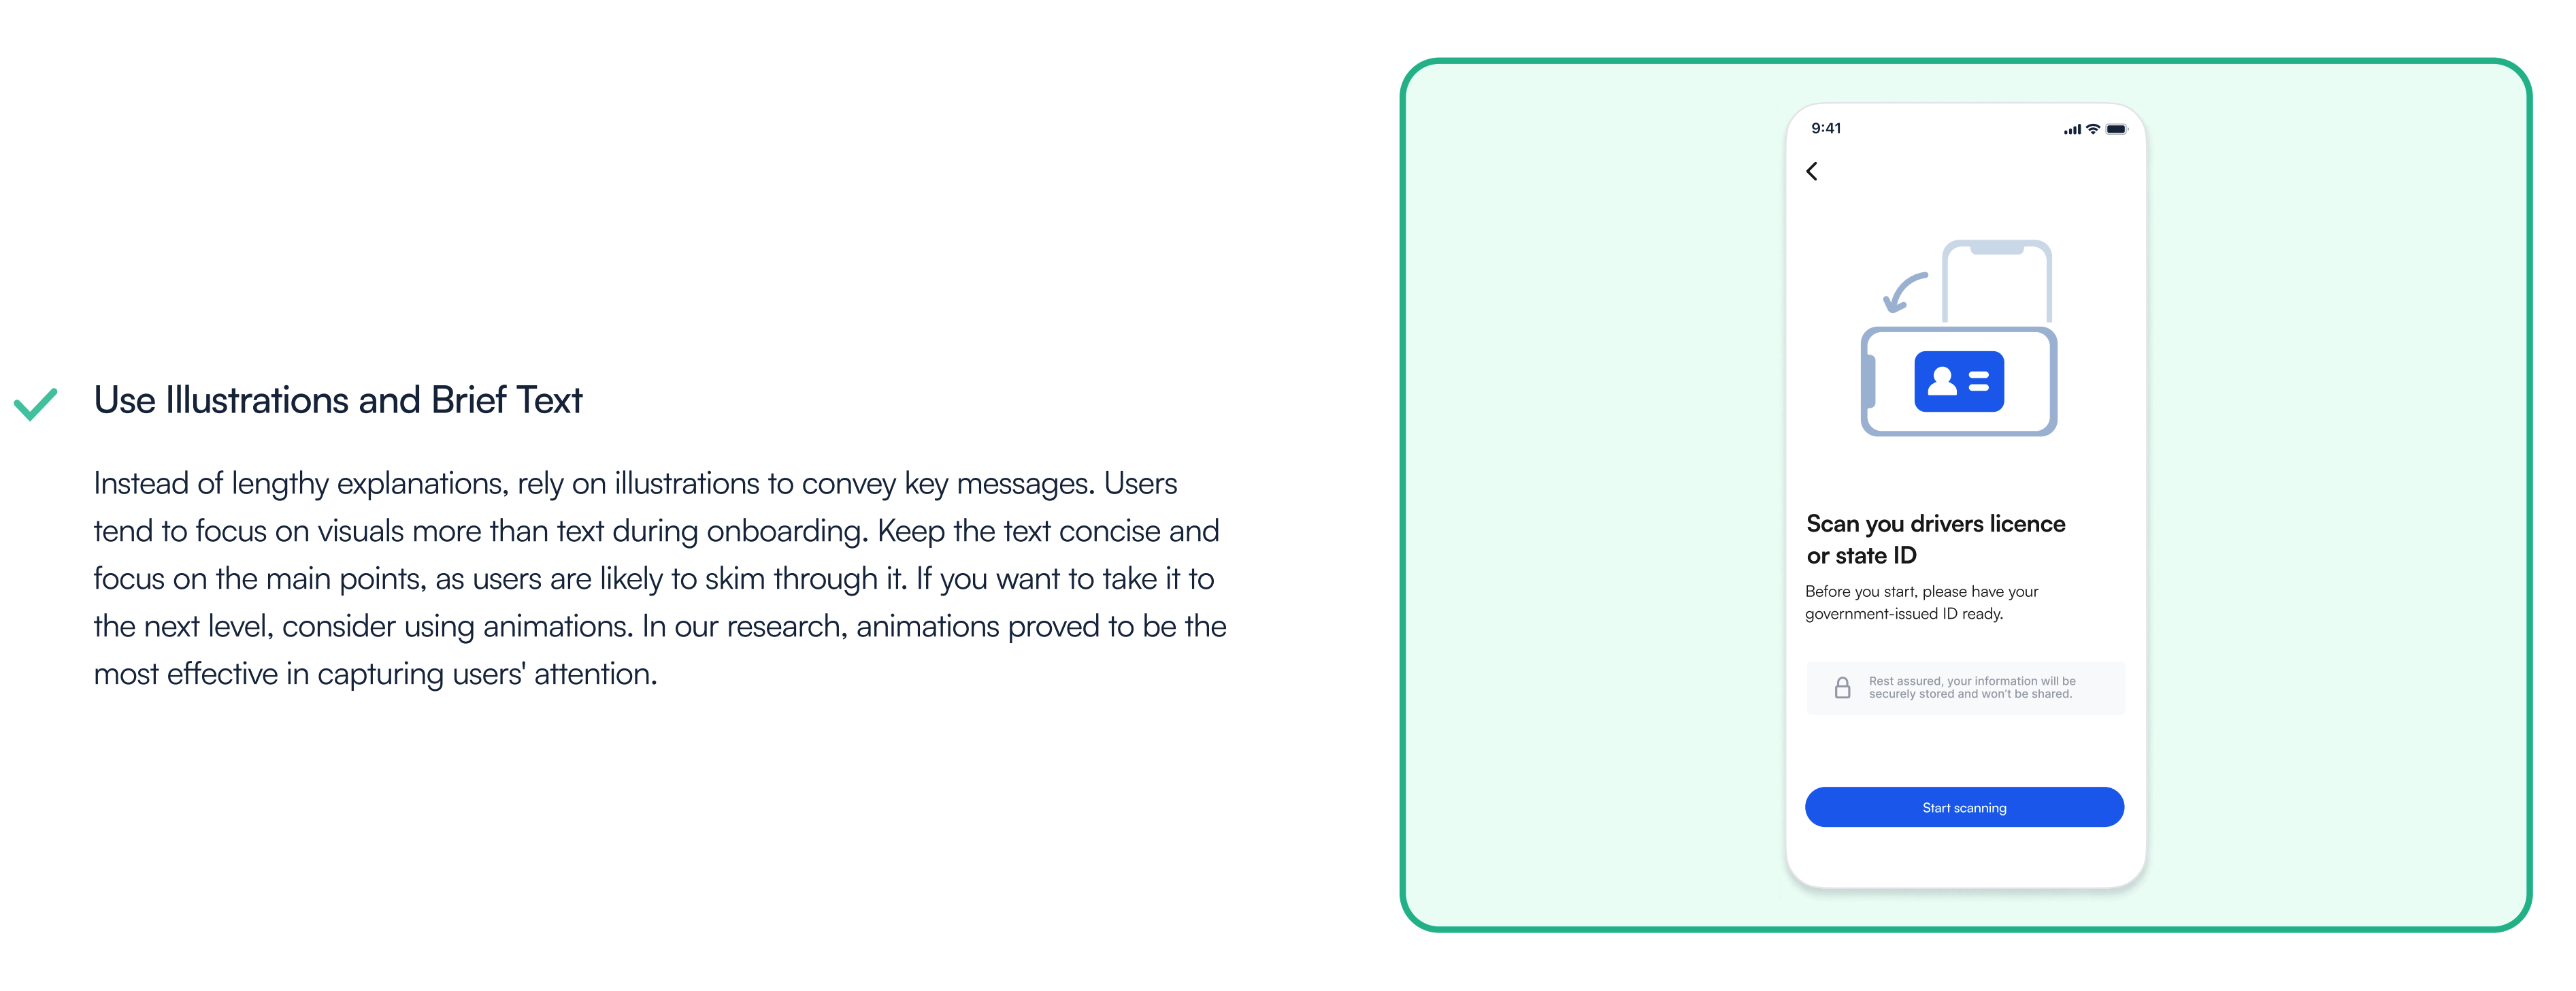 Use Illustrations and Brief Text
Instead of lengthy explanations, rely on illustrations to convey key messages. Users
tend to focus on visuals more than text during onboarding. Keep the text concise and
focus on the main points, as users are likely to skim through it. If you want to take it to
the next level, consider using animations. In our research, animations proved to be the
most effective in capturing users' attention.
9:41
Scan you drivers licence
or state ID
Before you start, please have your
government-issued ID ready.
Rest assured, your information will be
securely stored and won't be shared.
Start scanning